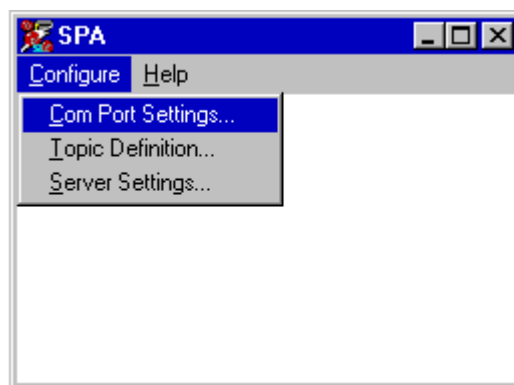 SPA
Configure Help
Com Port Settings...
Topic Definition...
Server Settings...